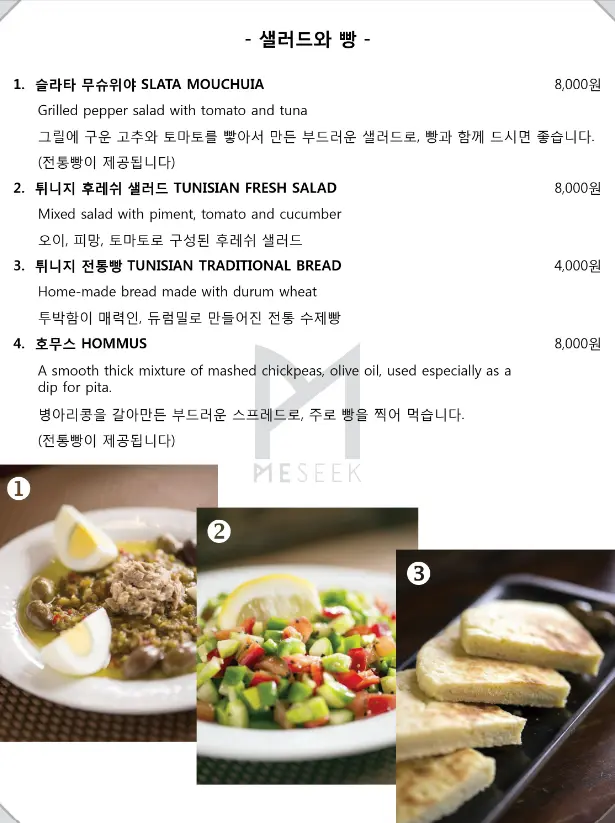 - 샐러드와 빵 -
1. 슬라타 무슈위야 SLATA MOUCHUIA 8,000원
Grilled pepper salad with tomato and tuna
그릴에 구운 고추와 토마토를 빻아서 만든 부드러운 샐러드로, 빵과 함께 드시면 좋습니다.
(전통빵이 제공됩니다)
2. 튀니지 후레쉬 샐러드 TUNISIAN FRESH SALAD 8,000원
Mixed salad with piment, tomato and cucumber
오이, 피망, 토마토로 구성된 후레쉬 샐러드
3. 튀니지 전통빵 TUNISIAN TRADITIONAL BREAD 4,000원
Home-made bread made with durum wheat
투박함이 매력인, 듀럼밀로 만들어진 전통 수제빵
4. 호무스 HOMMUS 8,000원
A smooth thick mixture of mashed chickpeas, olive oil, used especially as a
dip for pita.
병아리콩을 갈아만든 부드러운 스프레드로, 주로 빵을 찍어 먹습니다.
(전통빵이 제공됩니다)
MESEEK
1
2
3